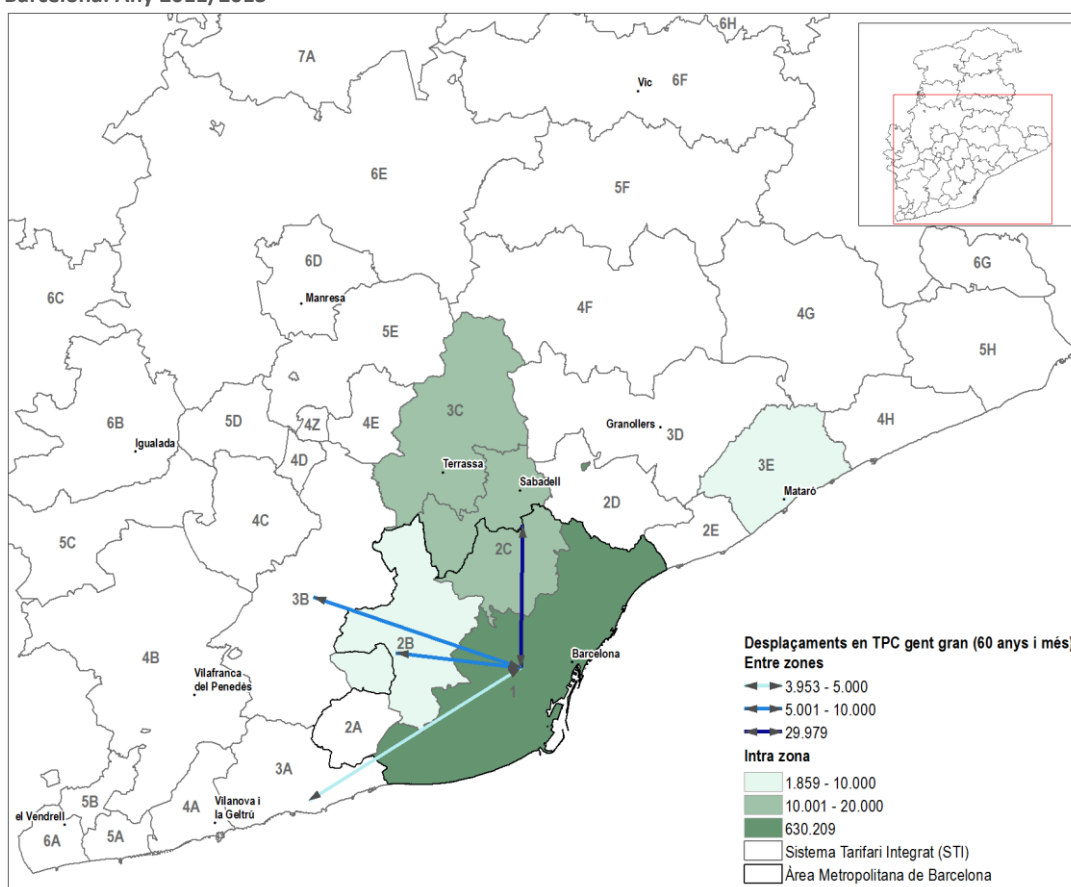 Barcelona. Any 2011/2013
7A
6H
6F
Vic
6E
5F
6D
Manresa
6C
6G
5E
4F
4G
5H
3C
6B
Igualada
5D
4Z
4E
Granollers
3D
4H
4D
Terrassa
Sabadell
3E
Mataró
2D
4C
2E
5C
2C
3B
4B
2B
Barcelona
Vilafranca
del Penedès
1
2A
3A
5B
4A
Vilanova i
la Geltrú
el Vendrell
6A
5A
Desplaçaments en TPC gent gran (60 anys i més)
Entre zones
3.953 - 5.000
5.001 - 10.000
29.979
Intra zona
1.859 - 10.000
10.001 - 20.000
630.209
Sistema Tarifari Integrat (STI)
Àrea Metropolitana de Barcelona